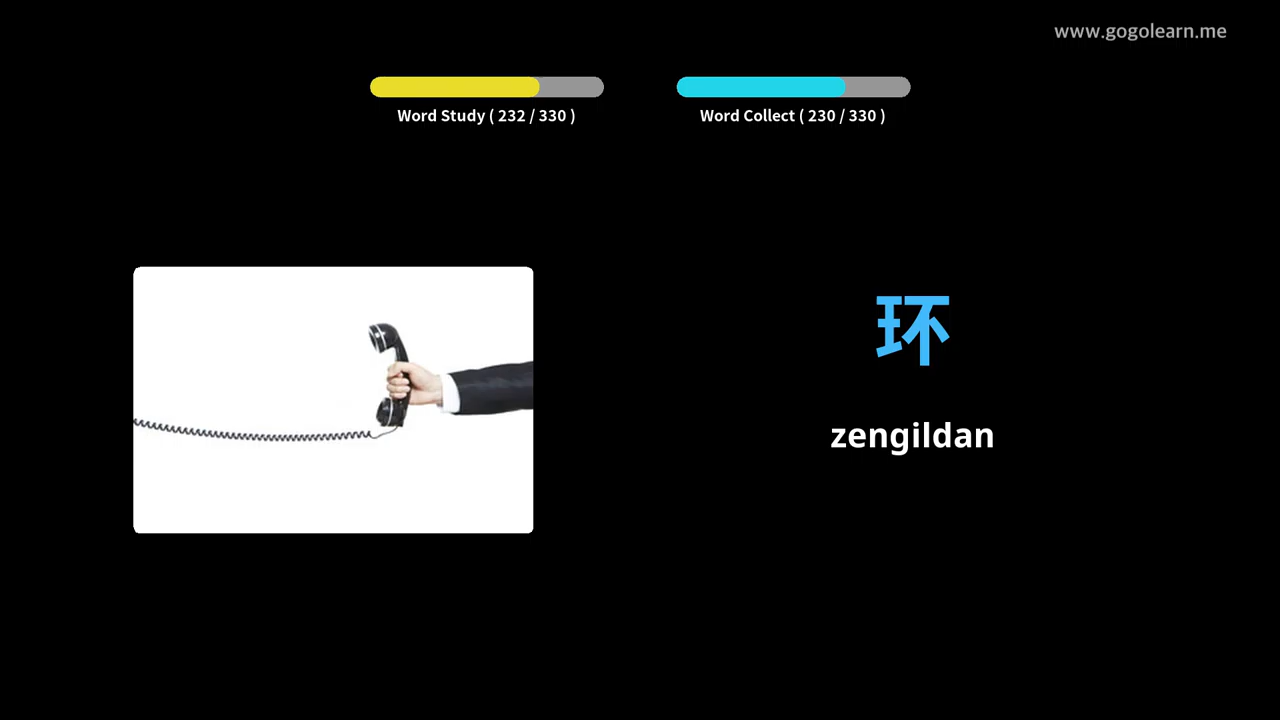 www.gogolearn.me
Word Study ( 232 / 330 )
Word Collect ( 230 / 330 )
环
zengildan